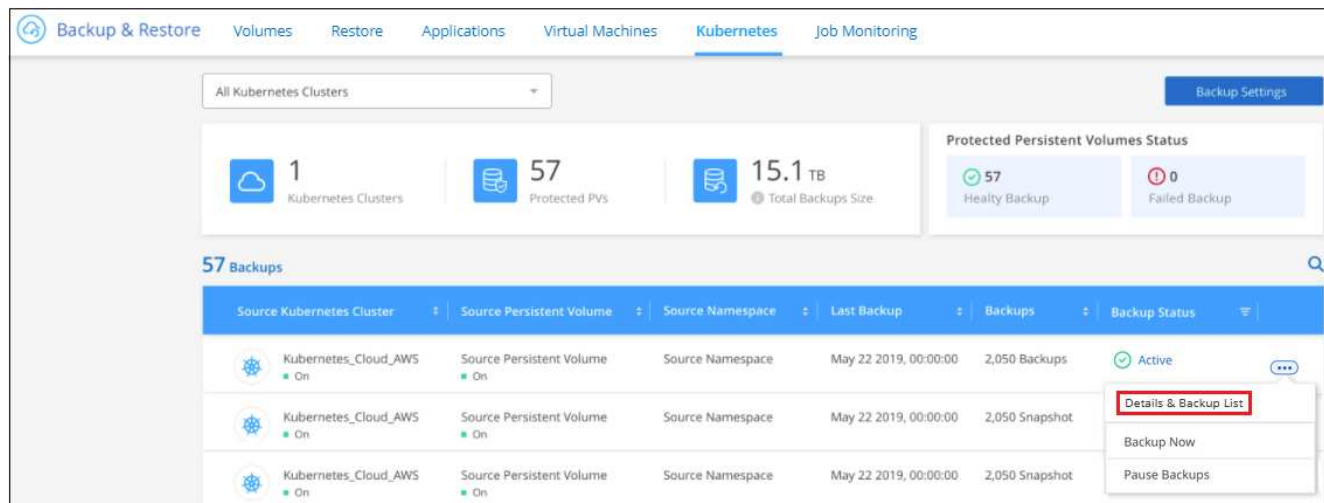 Backup & Restore Volumes Restore Applications Virtual Machines Kubernetes Job Monitoring
All Kubernetes Clusters Backup Settings
Protected Persistent Volumes Status
1 57 15.1 TB 57 0
Kubernetes Clusters Protected PVs Total Backups Size Healty Backup Failed Backup
57 Backups
Source Kubernetes Cluster Source Persistent Volume Source Namespace Last Backup Backups Backup Status
Kubernetes_Cloud_AWS Source Persistent Volume Source Namespace May 22 2019, 00:00:00 2,050 Backups Active
On On
Details & Backup List
Kubernetes_Cloud_AWS Source Persistent Volume Source Namespace May 22 2019, 00:00:00 2,050 Snapshot
On On
Backup Now
Kubernetes_Cloud_AWS Source Persistent Volume Source Namespace May 22 2019, 00:00:00 2,050 Snapshot Pause Backups
On On